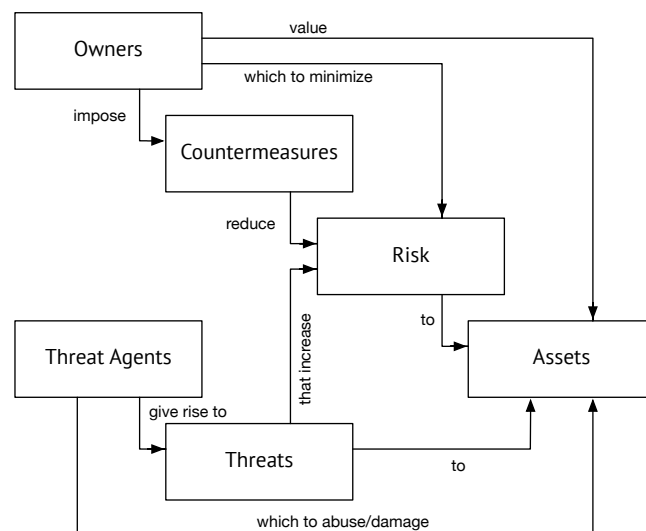 value
Owners
which to minimize
impose
Countermeasures
reduce
Risk
to
that increase
Threat Agents
Assets
give rise to
Threats
to
which to abuse/damage